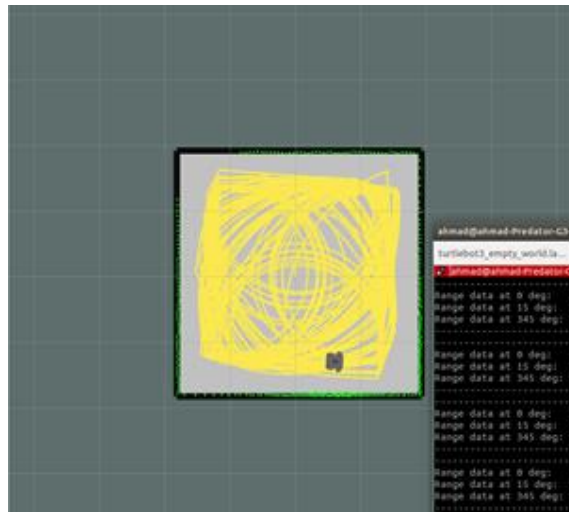 ahmad@ahmad-Predator-G3
turtlebot3_empty_world.la...
ahmad@ahmad-Predator-G
Range data at 0 deg:
Range data at 15 deg:
Range data at 345 deg:
Range data at 0 deg:
Range data at 15 deg:
Range data at 345 deg:
Range data at 0 deg:
Range data at 15 deg:
Range data at 345 deg:
Range data at 0 deg:
Range data at 15 deg:
Range data at 345 deg: